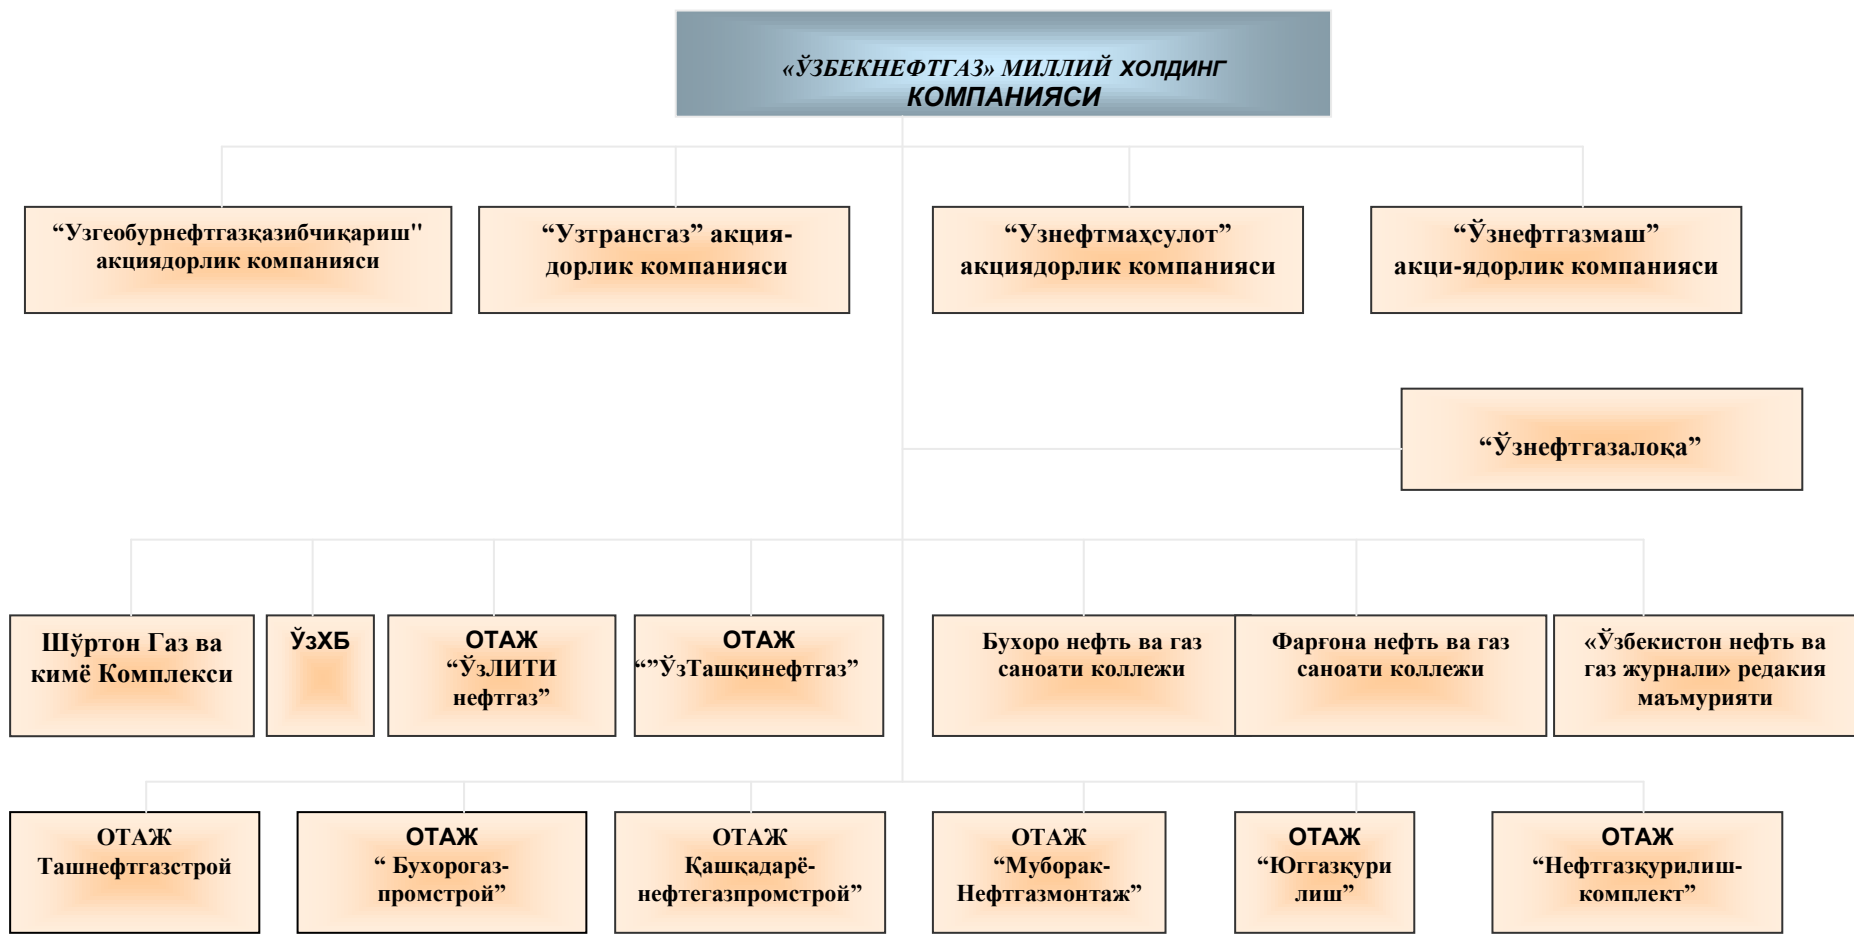 «ЎЗБЕКНЕФТГАЗ» МИЛЛИЙ ХОЛДИНГ
КОМПАНИЯСИ
“Узгеобурнефтгазқазибчиқариш"
акциядорлик компанияси
“Узтрансгаз” акция-
дорлик компанияси
“Узнефтмаҳсулот”
акциядорлик компанияси
“Ўзнефтгазмаш”
акци-ядорлик компанияси
“Ўзнефтгазалоқа”
Шўртон Газ ва
кимё Комплекси
ЎзХБ
ОТАЖ
“ЎзЛИТИ
нефтгаз”
ОТАЖ
“”ЎзТашқинефтгаз”
Бухоро нефть ва газ
саноати коллежи
Фарғона нефть ва газ
саноати коллежи
«Ўзбекистон нефть ва
газ журнали» редакия
маъмурияти
ОТАЖ
Ташнефтгазстрой
ОТАЖ
“ Бухорогаз-
промстрой”
ОТАЖ
Қашқадарё-
нефтегазпромстрой”
ОТАЖ
“Муборак-
Нефтгазмонтаж”
ОТАЖ
“Юггазқури
лиш”
ОТАЖ
“Нефтгазқурилиш-
комплект”